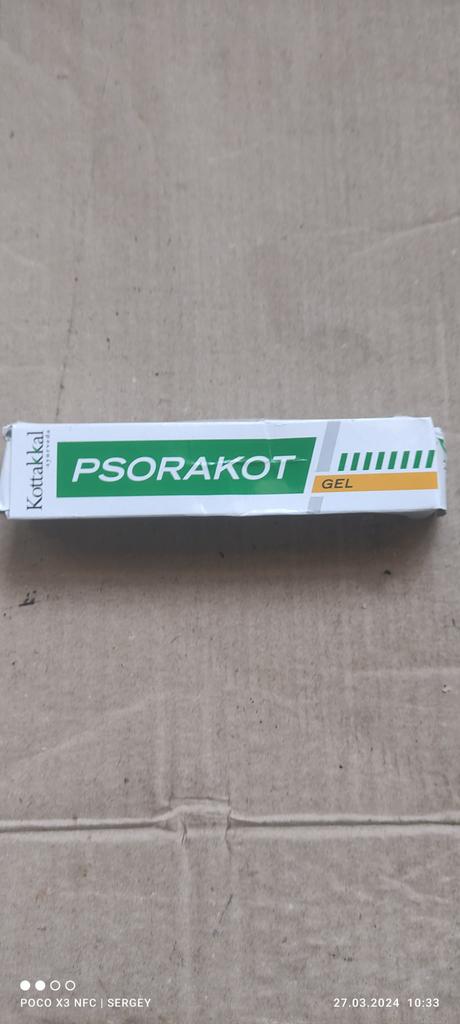 Kottakkal
ayurveda
PSORAKOT
GEL
POCO X3 NFC | SERGEY
27.03.2024 10:33